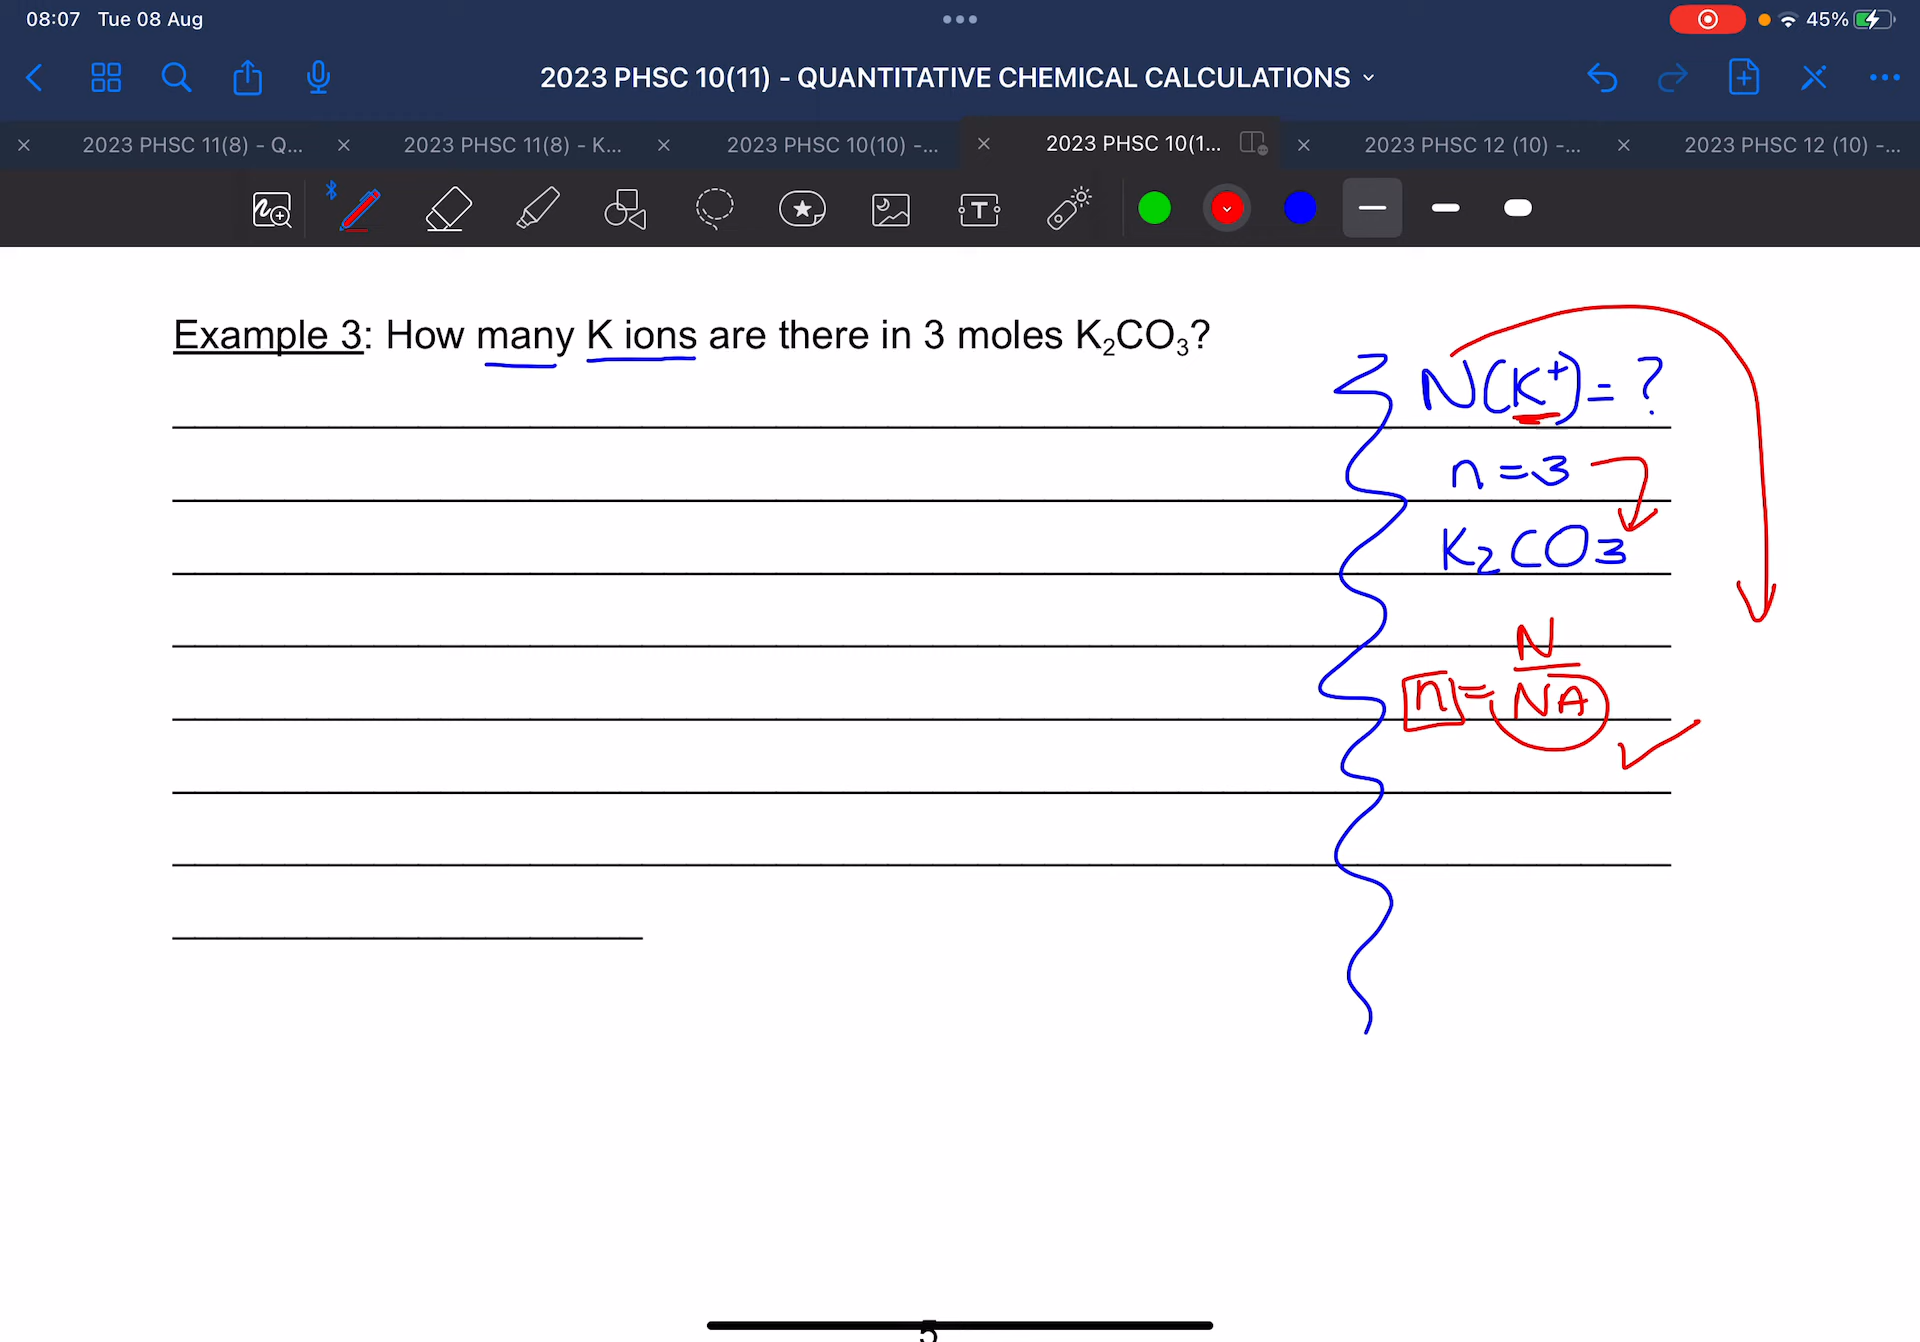 08:07 Tue 08 Aug
45%
2023 PHSC 10(11) - QUANTITATIVE CHEMICAL CALCULATIONS
2023 PHSC 11(8) - Q...
2023 PHSC 11(8) - K...
2023 PHSC 10(10) -...
2023 PHSC 10(1...
2023 PHSC 12 (10) -...
2023 PHSC 12 (10) -...
T
Example 3: How many K ions are there in 3 moles K₂CO₃?
N(K⁺) = ?
n = 3
K₂CO₃
n = N/NA
5